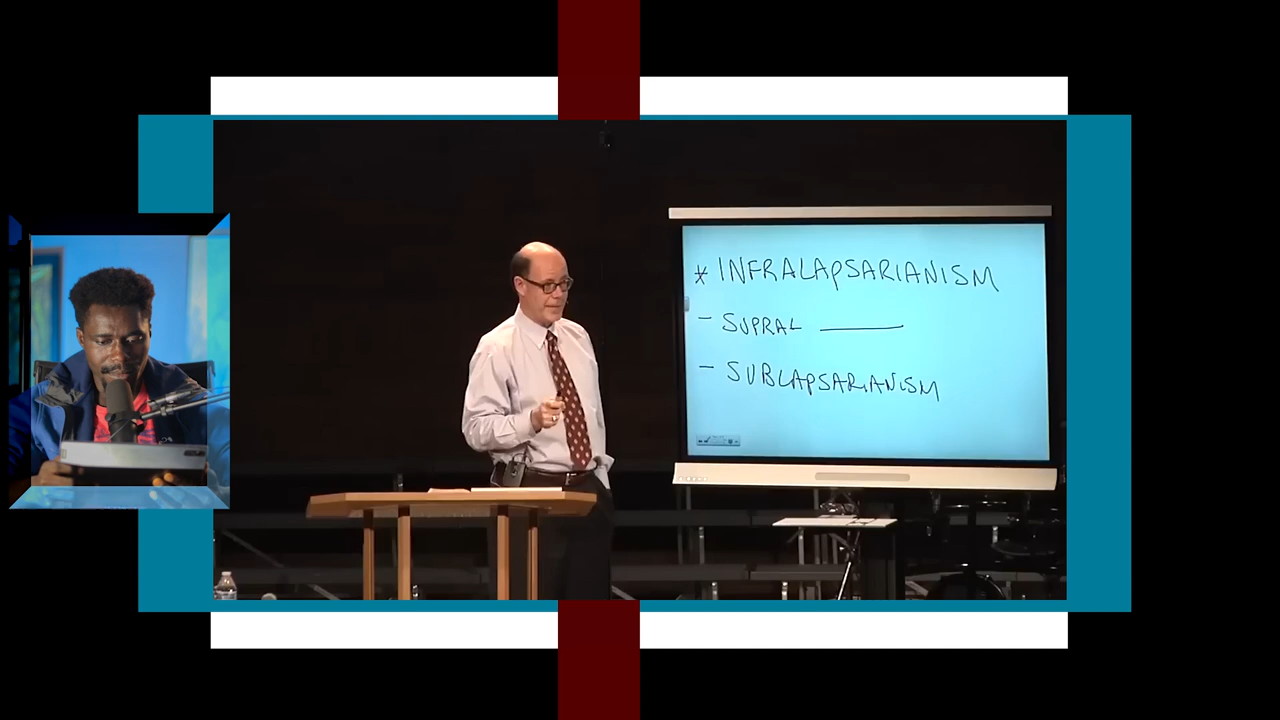 * INFRALAPSARIANISM
- SUPRAL ______
- SUBLAPSARIANISM